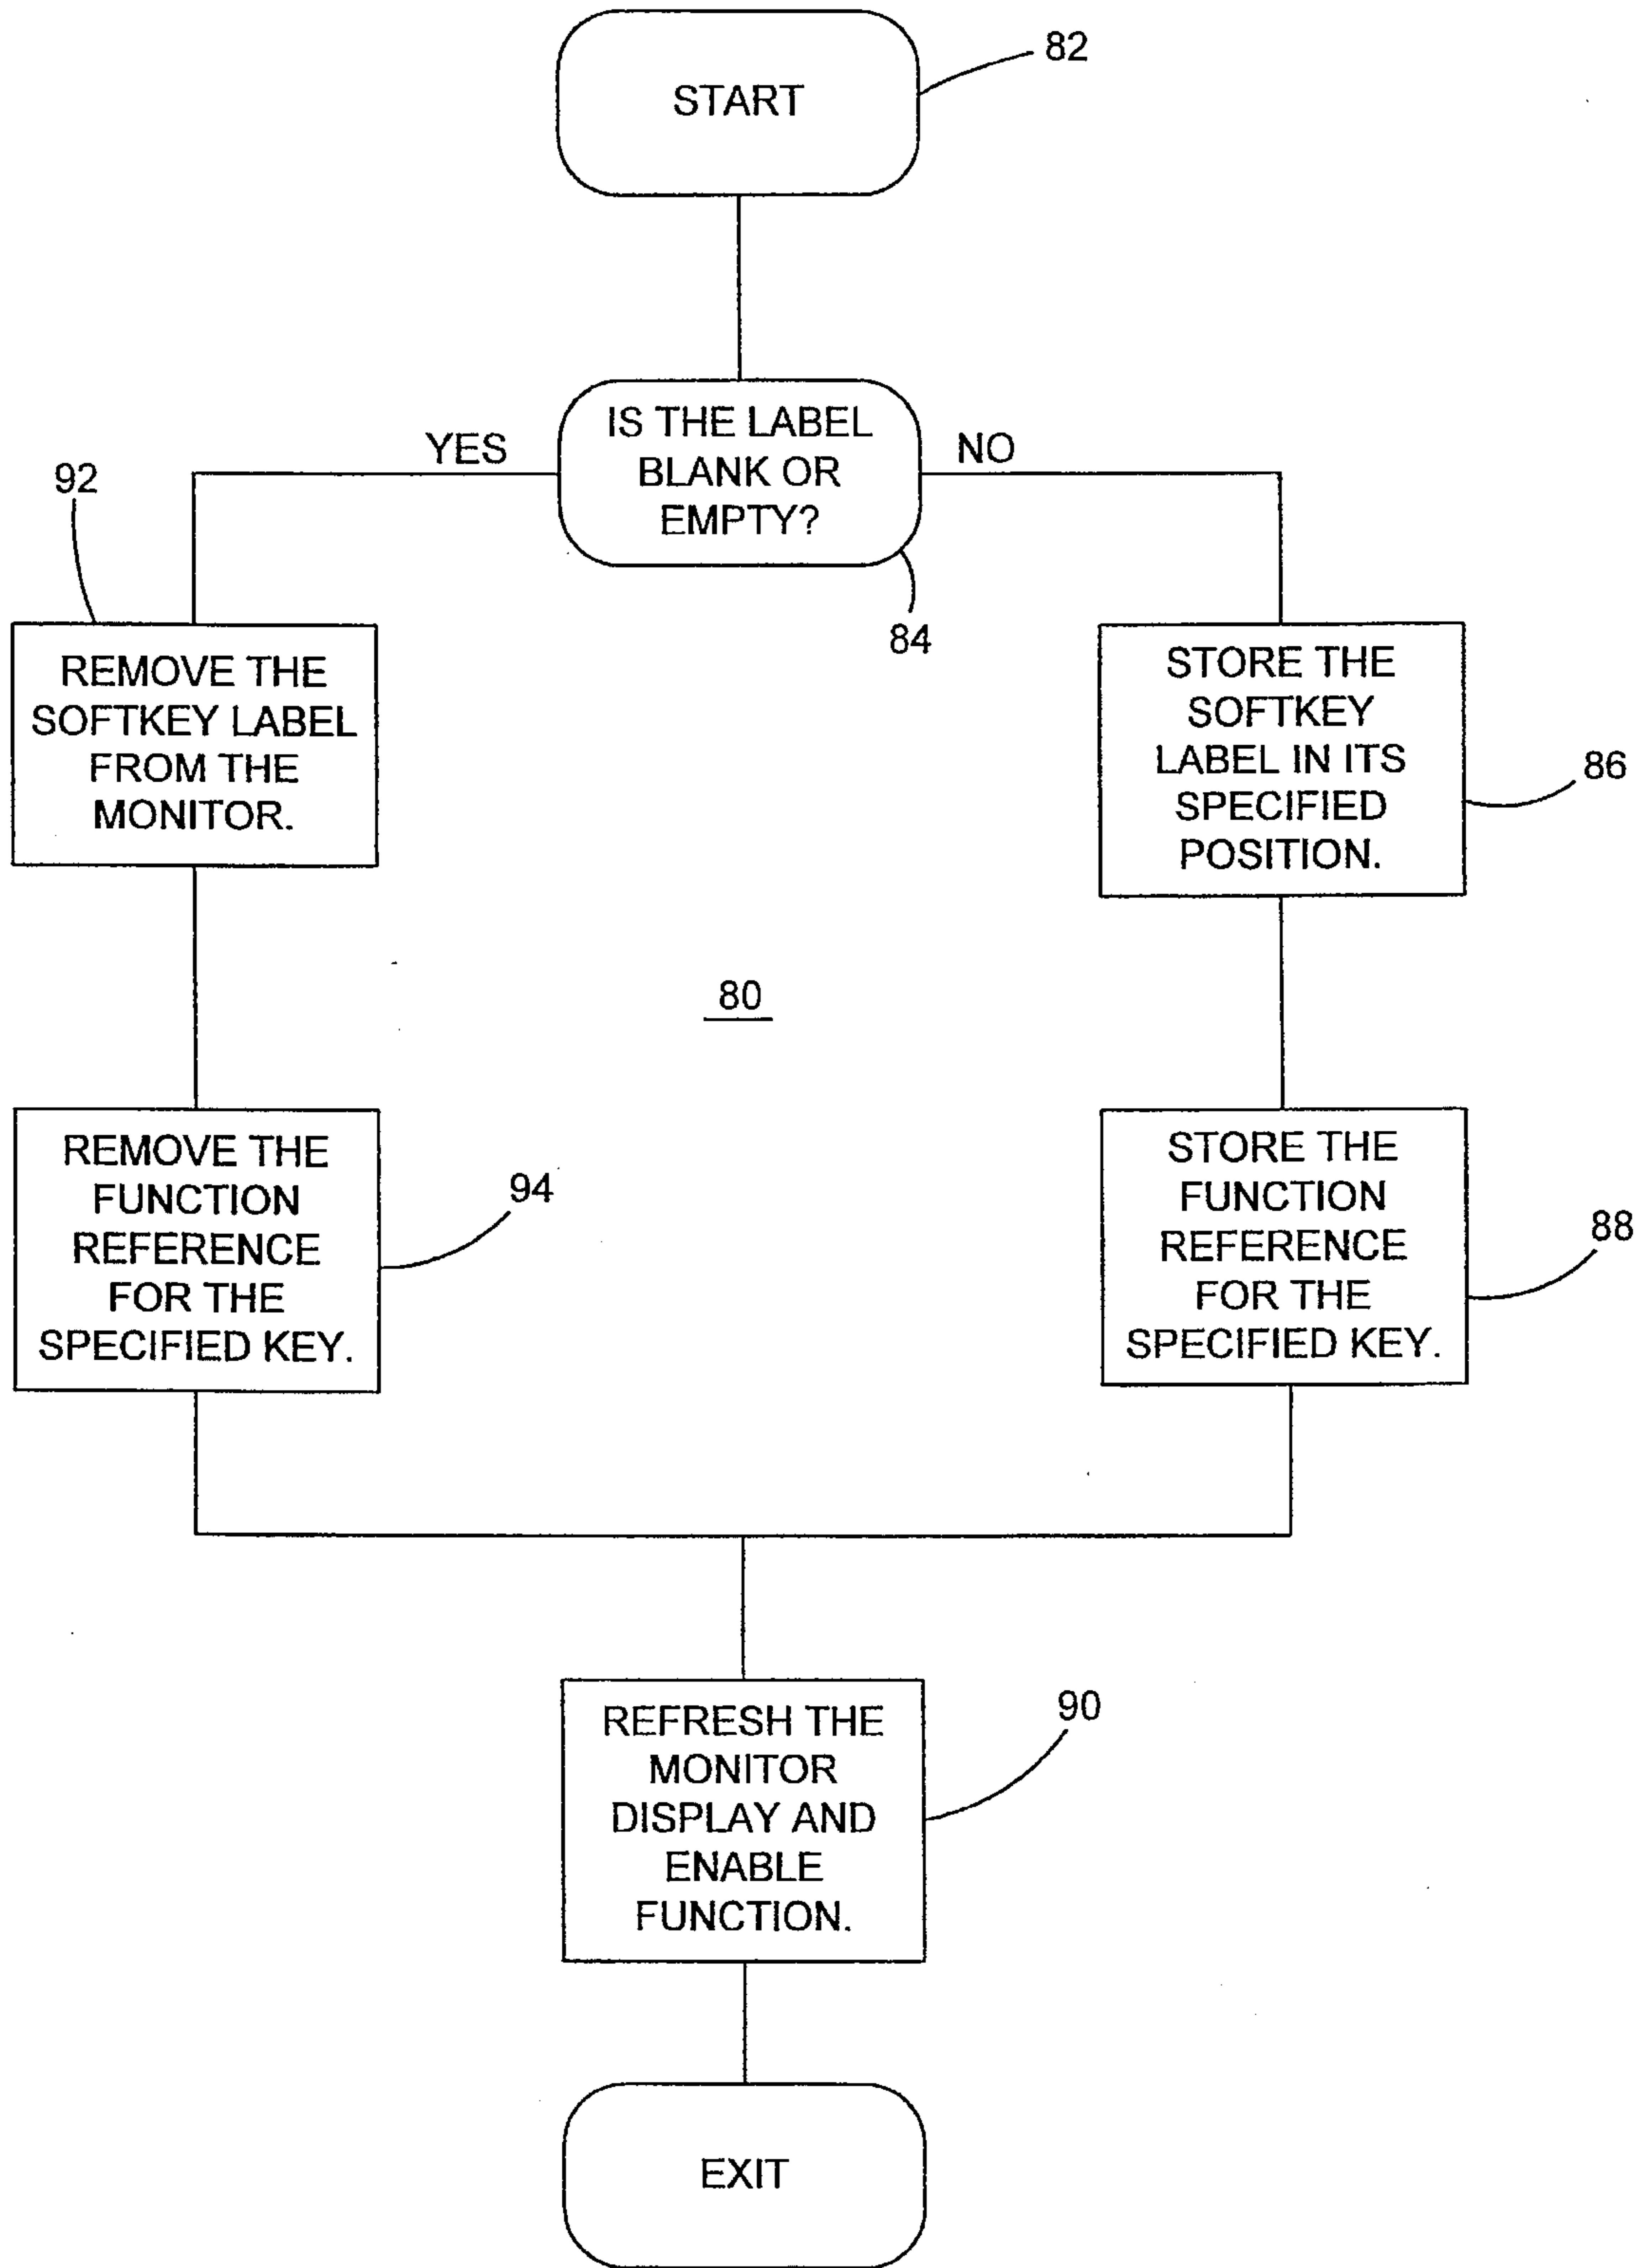 START
82
IS THE LABEL
BLANK OR
EMPTY?
YES
NO
84
92
REMOVE THE
SOFTKEY LABEL
FROM THE
MONITOR.
STORE THE
SOFTKEY
LABEL IN ITS
SPECIFIED
POSITION.
86
80
REMOVE THE
FUNCTION
REFERENCE
FOR THE
SPECIFIED KEY.
94
STORE THE
FUNCTION
REFERENCE
FOR THE
SPECIFIED KEY.
88
REFRESH THE
MONITOR
DISPLAY AND
ENABLE
FUNCTION.
90
EXIT